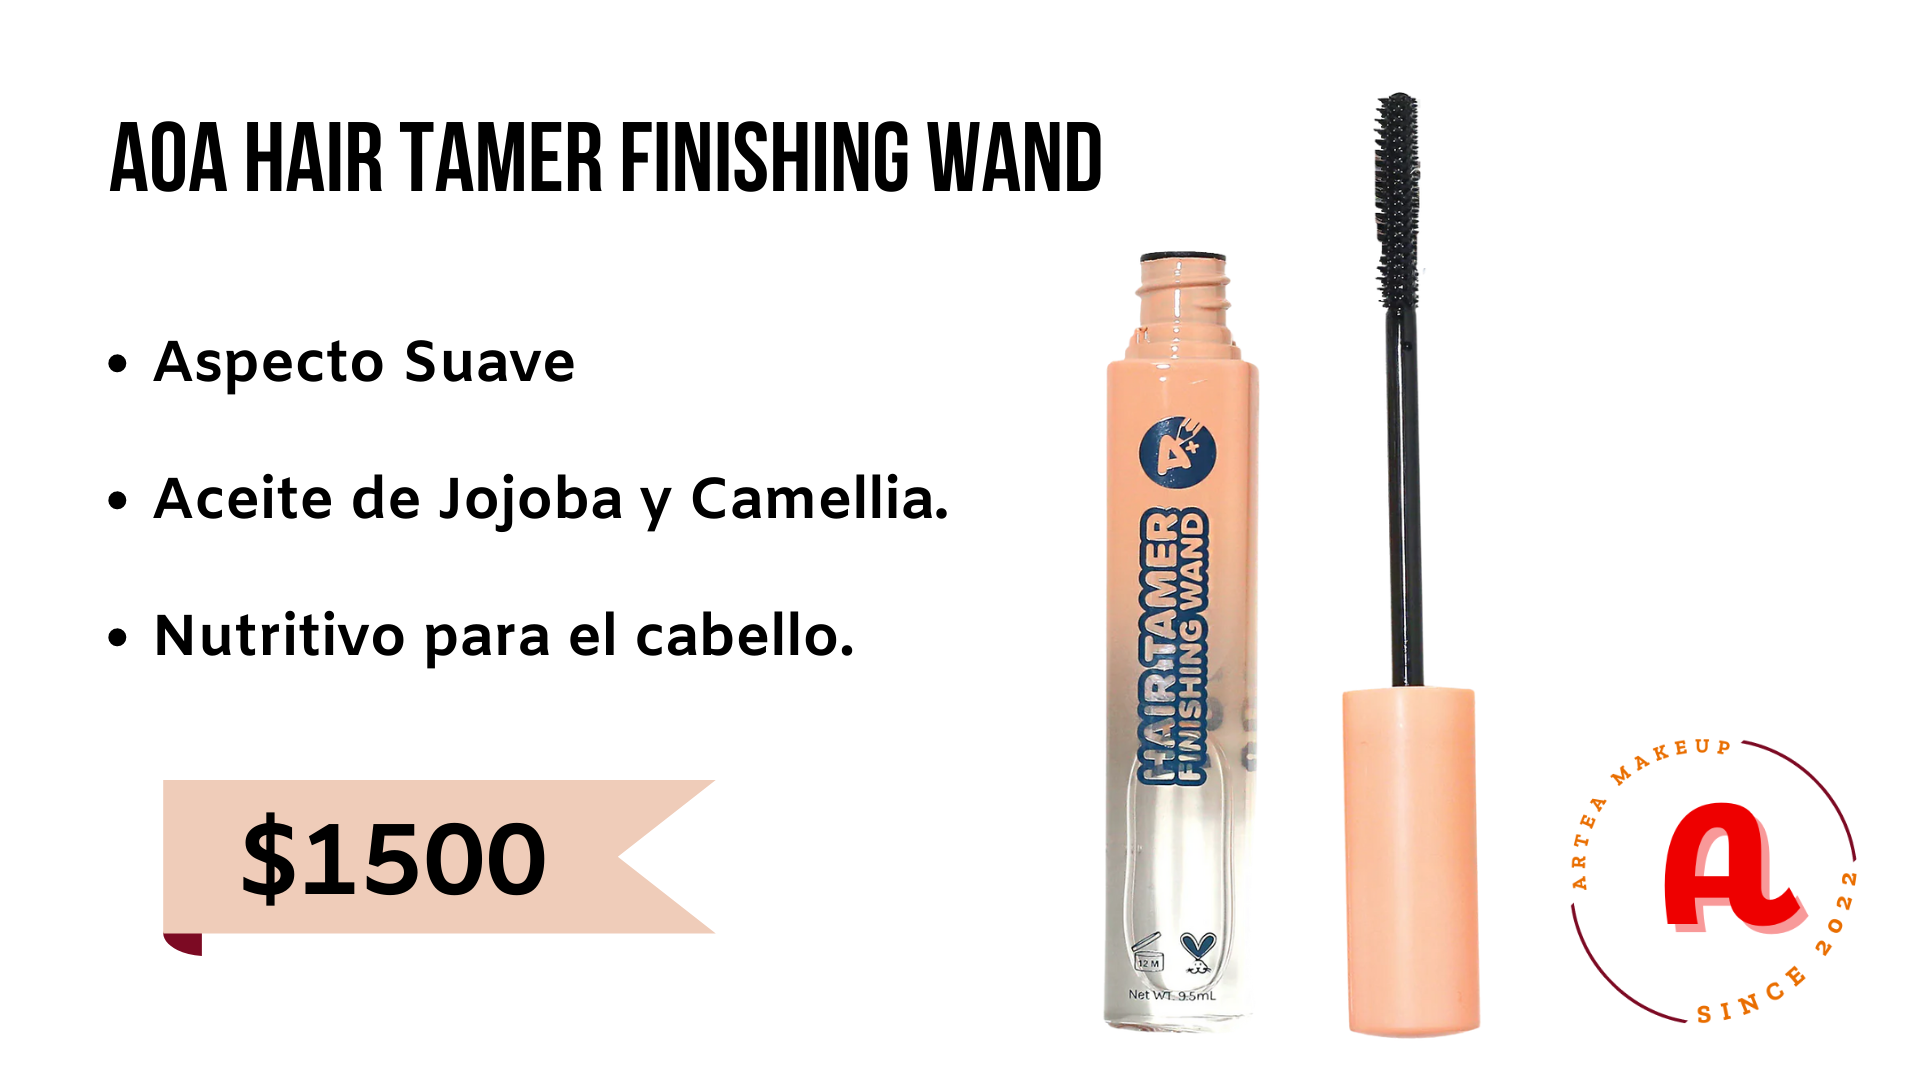 AOA HAIR TAMER FINISHING WAND
• Aspecto Suave
• Aceite de Jojoba y Camellia.
• Nutritivo para el cabello.
$1500
A+
HAIR TAMER
FINISHING WAND
12 M
Net WT. 9.5mL
ARTEA MAKEUP
A
SINCE 2022